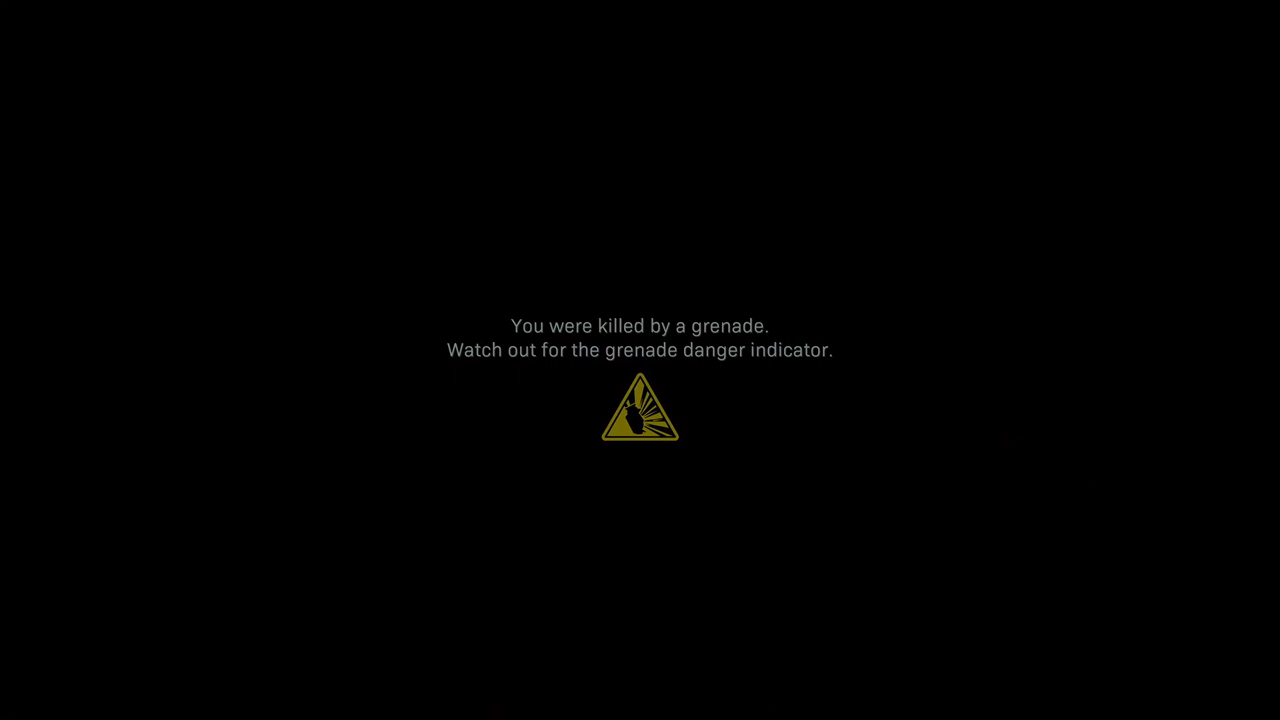 You were killed by a grenade.
Watch out for the grenade danger indicator.